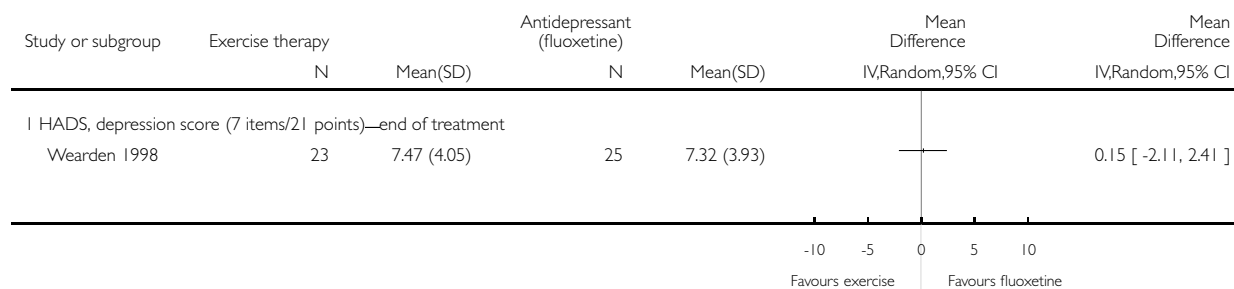 Study or subgroup Exercise therapy Antidepressant (fluoxetine) Mean Difference Mean Difference
N Mean(SD) N Mean(SD) IV,Random,95% CI IV,Random,95% CI
1 HADS, depression score (7 items/21 points)—end of treatment
Wearden 1998 23 7.47 (4.05) 25 7.32 (3.93) 0.15 [ -2.11, 2.41 ]
-10 -5 0 5 10
Favours exercise Favours fluoxetine